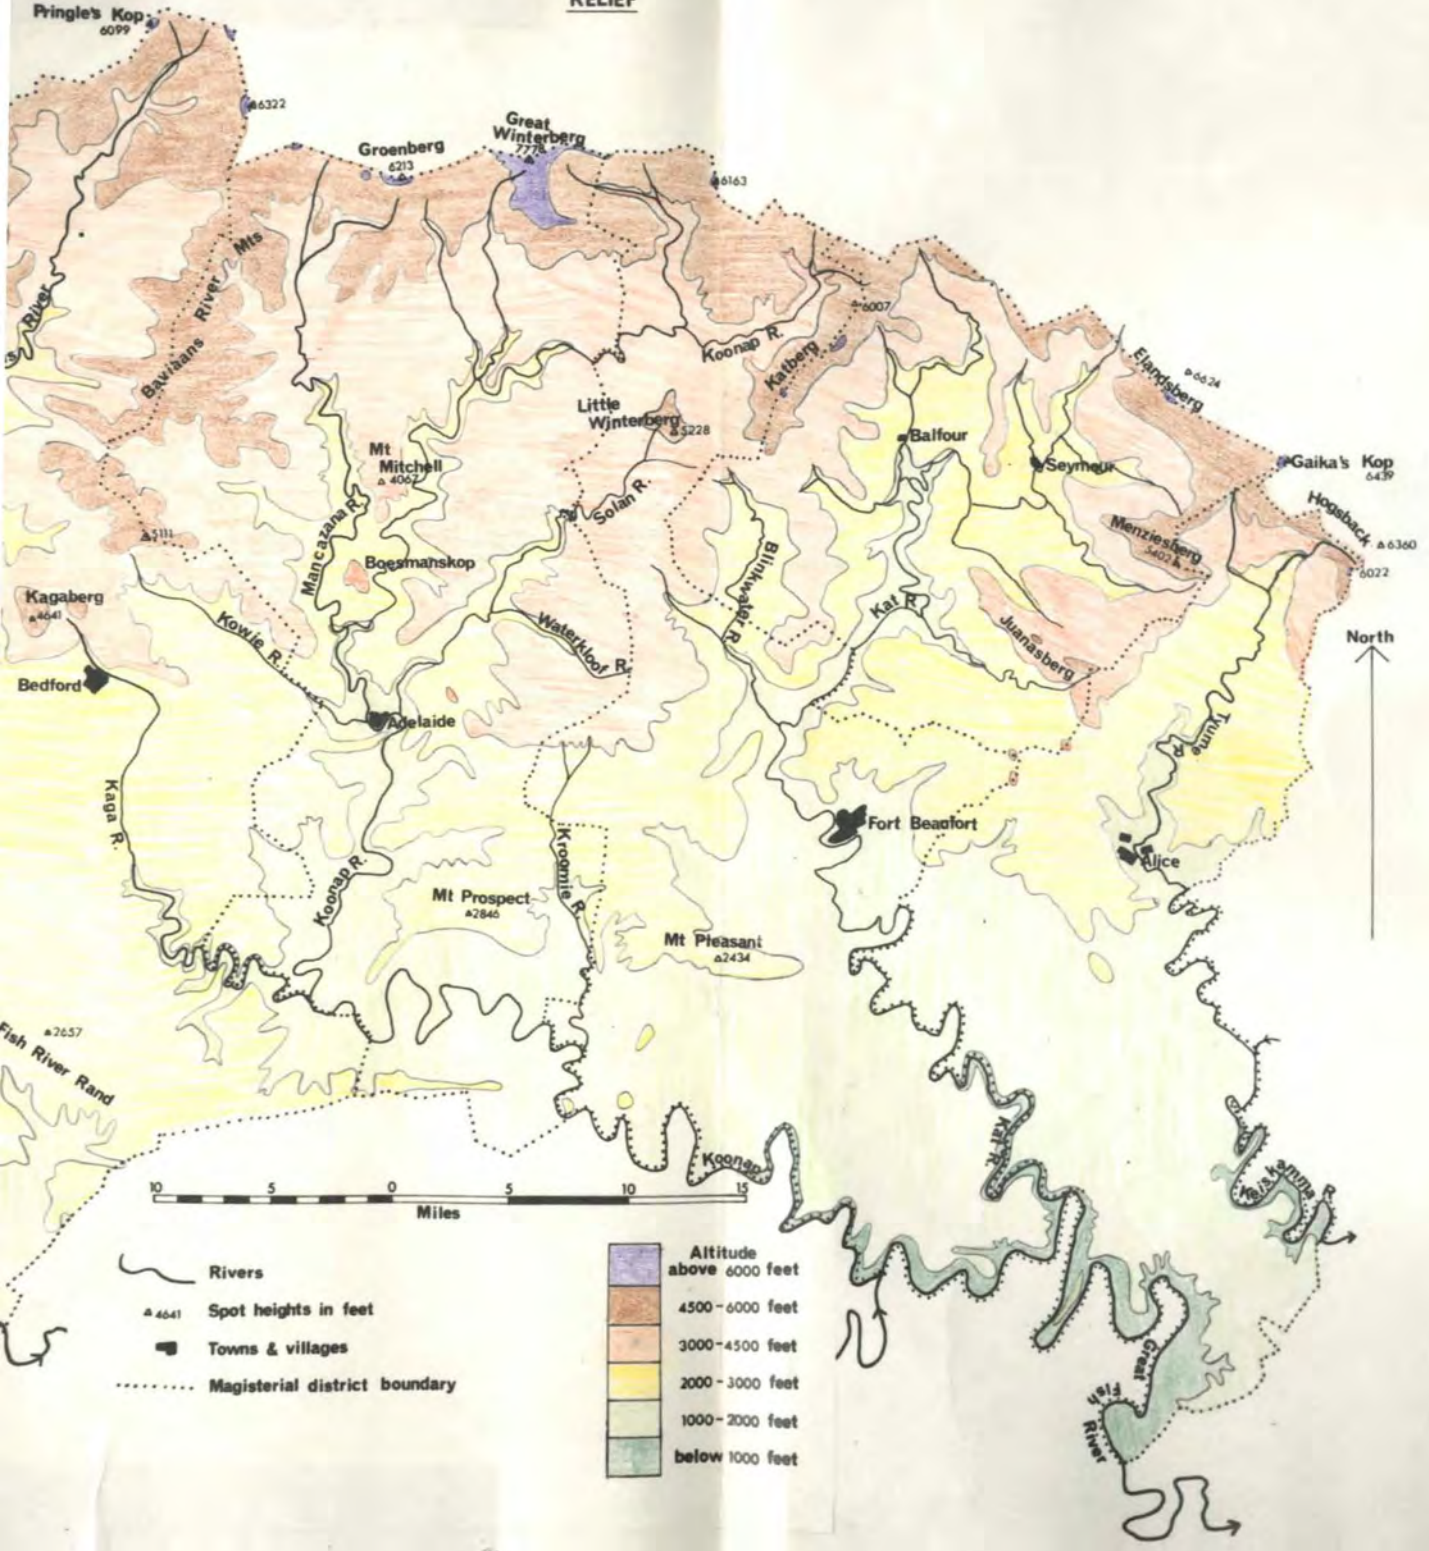 RELIEF
Pringle's Kop
6099
6322
Great
Winterberg
7778
Groenberg
6213
6163
Mts
River
Baviaans
River
6007
Koonap R.
Katberg
Elandsberg
6624
Little
Winterberg
5228
Balfour
Seymour
Gaika's Kop
6439
Mt
Mitchell
4067
Mancazana R.
Solan R.
Hogsback
6360
6022
Menziesberg
5402
5111
Boesmanskop
Blinkwater R.
Kagaberg
4641
Kowie R.
Waterkloof R.
Kat R.
Juanasberg
North
Bedford
Adelaide
Tyume R.
Kaga R.
Fort Beaufort
Alice
Koonap R.
Kroomie R.
Mt Prospect
2846
Mt Pleasant
2434
2657
Fish River Rand
Kat R.
Koonap
Keiskamma R.
10 5 0 5 10 15
Miles
Rivers
4641 Spot heights in feet
Towns & villages
Magisterial district boundary
Altitude
above 6000 feet
4500-6000 feet
3000-4500 feet
2000-3000 feet
1000-2000 feet
below 1000 feet
Great
Fish
River